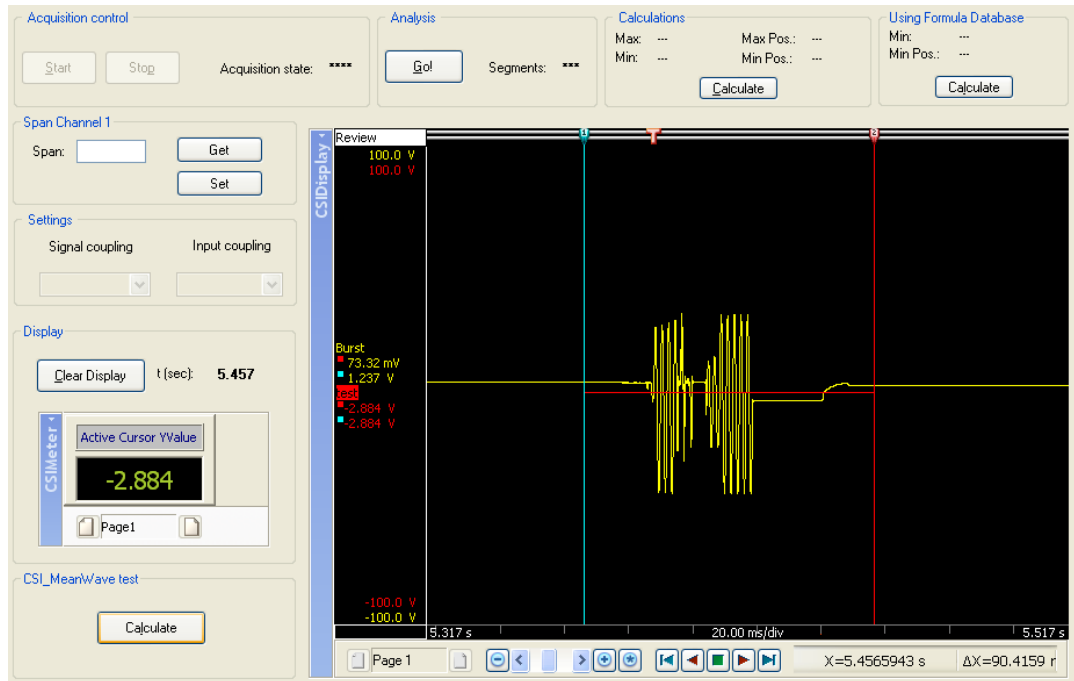 Acquisition control
Start Stop Acquisition state: ****
Analysis
Go! Segments: ***
Calculations
Max: --- Max Pos.: ---
Min: --- Min Pos.: ---
Calculate
Using Formula Database
Min: ---
Min Pos.: ---
Calculate
Span Channel 1
Span: Get
Set
Settings
Signal coupling Input coupling
Display
Clear Display t (sec): 5.457
CSIMeter
Active Cursor YValue
-2.884
Page1
CSI_MeanWave test
Calculate
CSIDisplay
Review
1 T 2
100.0 V
100.0 V
Burst
73.32 mV
1.237 V
test
-2.884 V
-2.884 V
-100.0 V
-100.0 V
5.317 s 20.00 ms/div 5.517 s
Page 1 X=5.4565943 s ΔX=90.4159 r